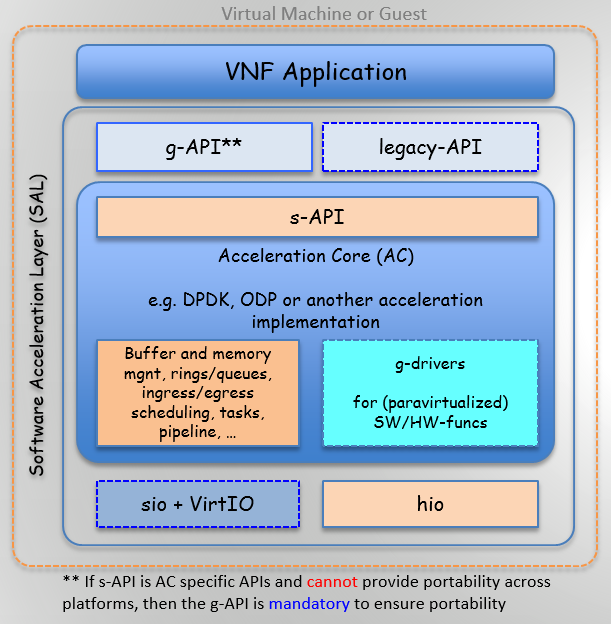 Virtual Machine or Guest
VNF Application
Software Acceleration Layer (SAL)
g-API**
legacy-API
s-API
Acceleration Core (AC)
e.g. DPDK, ODP or another acceleration
implementation
Buffer and memory
mgnt, rings/queues,
ingress/egress
scheduling, tasks,
pipeline, …
g-drivers
for (paravirtualized)
SW/HW-funcs
sio + VirtIO
hio
** If s-API is AC specific APIs and cannot provide portability across
platforms, then the g-API is mandatory to ensure portability